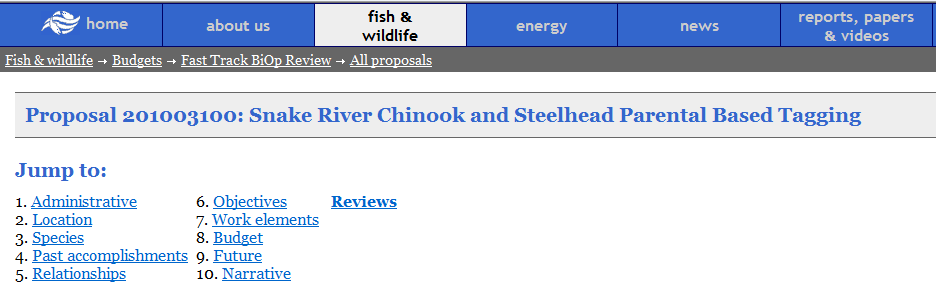 home
about us
fish &
wildlife
energy
news
reports, papers
& videos
Fish & wildlife → Budgets → Fast Track BiOp Review → All proposals
Proposal 201003100: Snake River Chinook and Steelhead Parental Based Tagging
Jump to:
1. Administrative
2. Location
3. Species
4. Past accomplishments
5. Relationships
6. Objectives
7. Work elements
8. Budget
9. Future
10. Narrative
Reviews